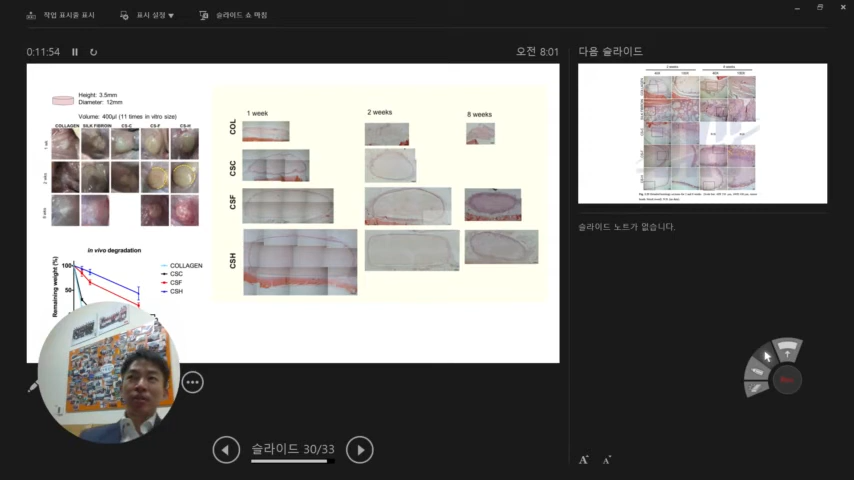 작업 표시줄 표시
표시 설정 ▼
슬라이드 쇼 마침
0:11:54
오전 8:01
다음 슬라이드
Height: 3.5mm
Diameter: 12mm
Volume: 400μl (11 times in vitro size)
COLLAGEN SILK FIBROIN CS-C CS-F CS-H
1 week
2 weeks
8 weeks
COL
CSC
CSF
CSH
in vivo degradation
Remaining weight (%)
100
50
COLLAGEN
CSC
CSF
CSH
슬라이드 노트가 없습니다.
슬라이드 30/33